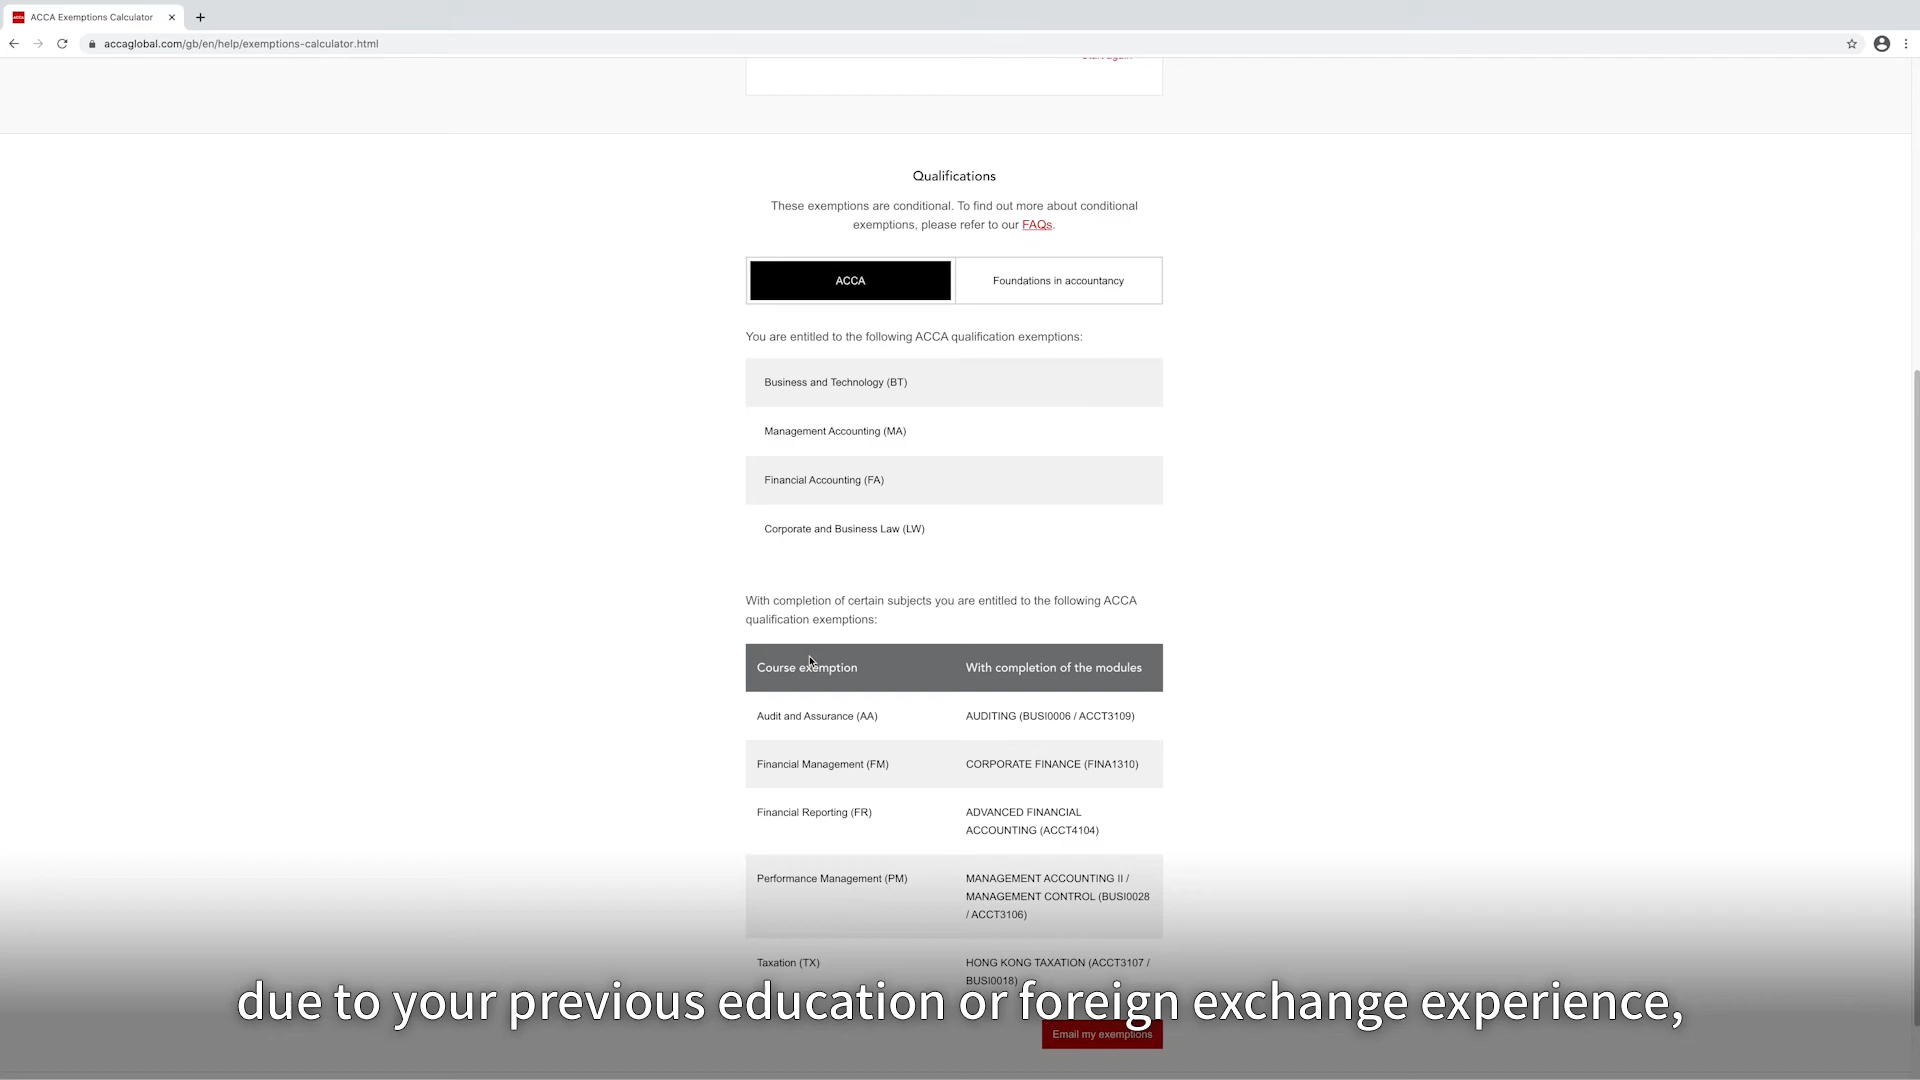 ACCA Exemptions Calculator
accaglobal.com/gb/en/help/exemptions-calculator.html
Qualifications
These exemptions are conditional. To find out more about conditional
exemptions, please refer to our FAQs.
ACCA
Foundations in accountancy
You are entitled to the following ACCA qualification exemptions:
Business and Technology (BT)
Management Accounting (MA)
Financial Accounting (FA)
Corporate and Business Law (LW)
With completion of certain subjects you are entitled to the following ACCA
qualification exemptions:
Course exemption
With completion of the modules
Audit and Assurance (AA)
AUDITING (BUSI0006 / ACCT3109)
Financial Management (FM)
CORPORATE FINANCE (FINA1310)
Financial Reporting (FR)
ADVANCED FINANCIAL
ACCOUNTING (ACCT4104)
Performance Management (PM)
MANAGEMENT ACCOUNTING II /
MANAGEMENT CONTROL (BUSI0028
/ ACCT3106)
Taxation (TX)
HONG KONG TAXATION (ACCT3107 /
BUSI0018)
due to your previous education or foreign exchange experience,
Email my exemptions